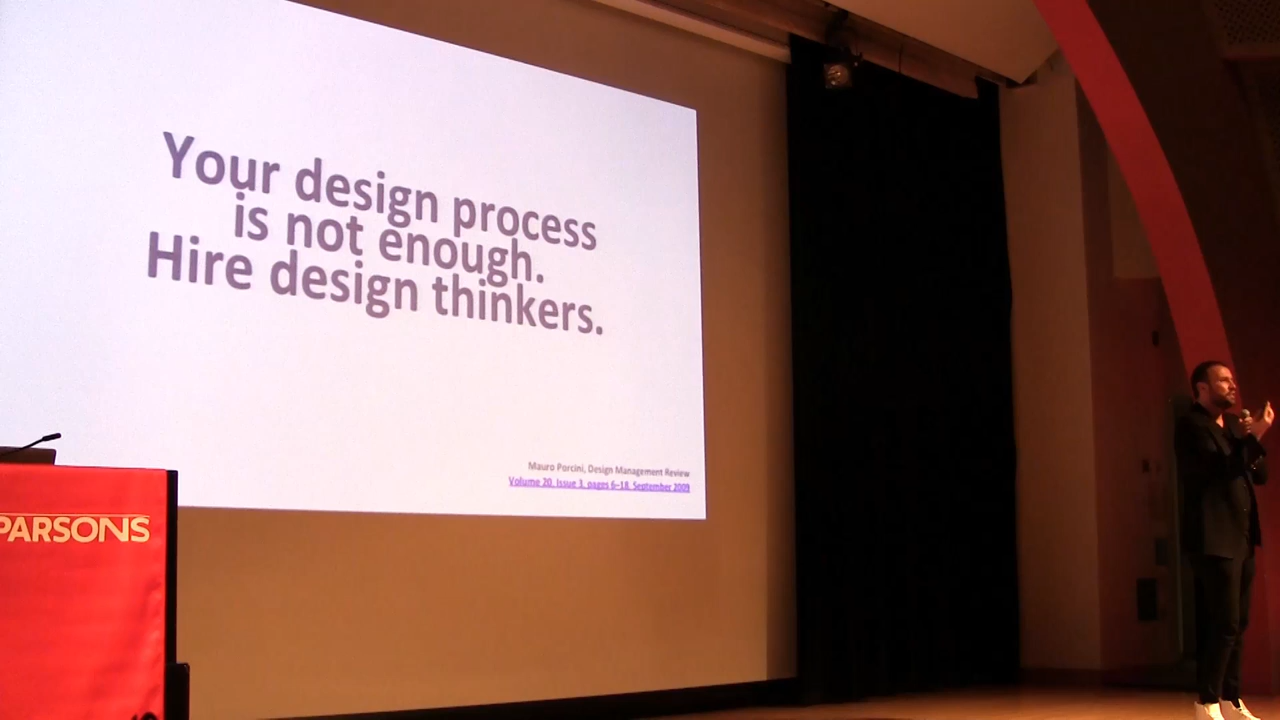 Your design process
is not enough.
Hire design thinkers.
Mauro Porcini, Design Management Review
Volume 20, Issue 3, pages 6–18, September 2009
PARSONS